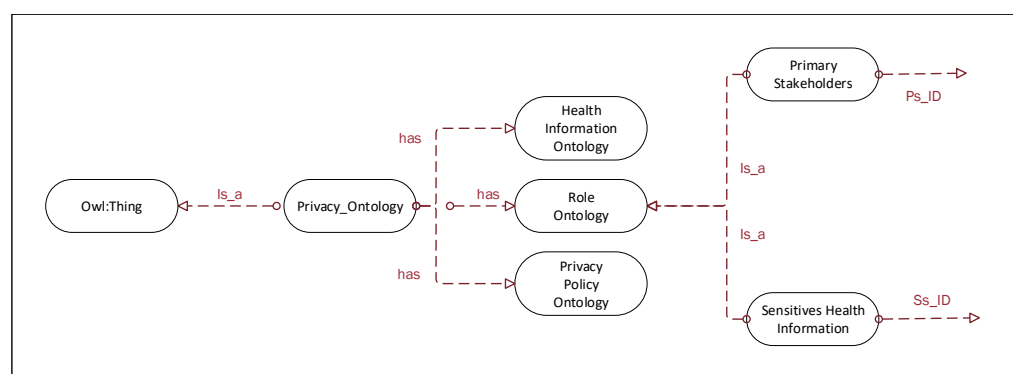 Primary
Stakeholders
Ps_ID
Health
Information
Ontology
has
Is_a
Owl:Thing
Is_a
Privacy_Ontology
has
Role
Ontology
Is_a
has
Privacy
Policy
Ontology
Sensitives Health
Information
Ss_ID